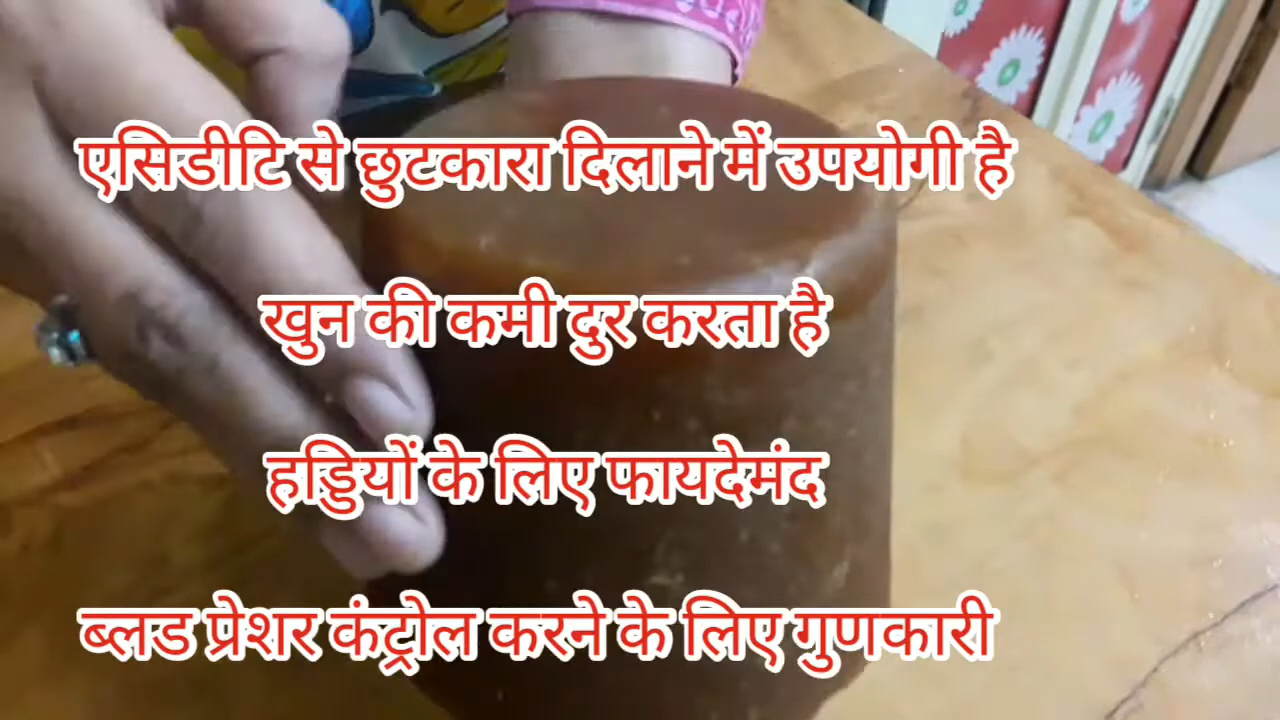 एसिडीटि से छुटकारा दिलाने में उपयोगी है
खुन की कमी दुर करता है
हड्डियों के लिए फायदेमंद
ब्लड प्रेशर कंट्रोल करने के लिए गुणकारी